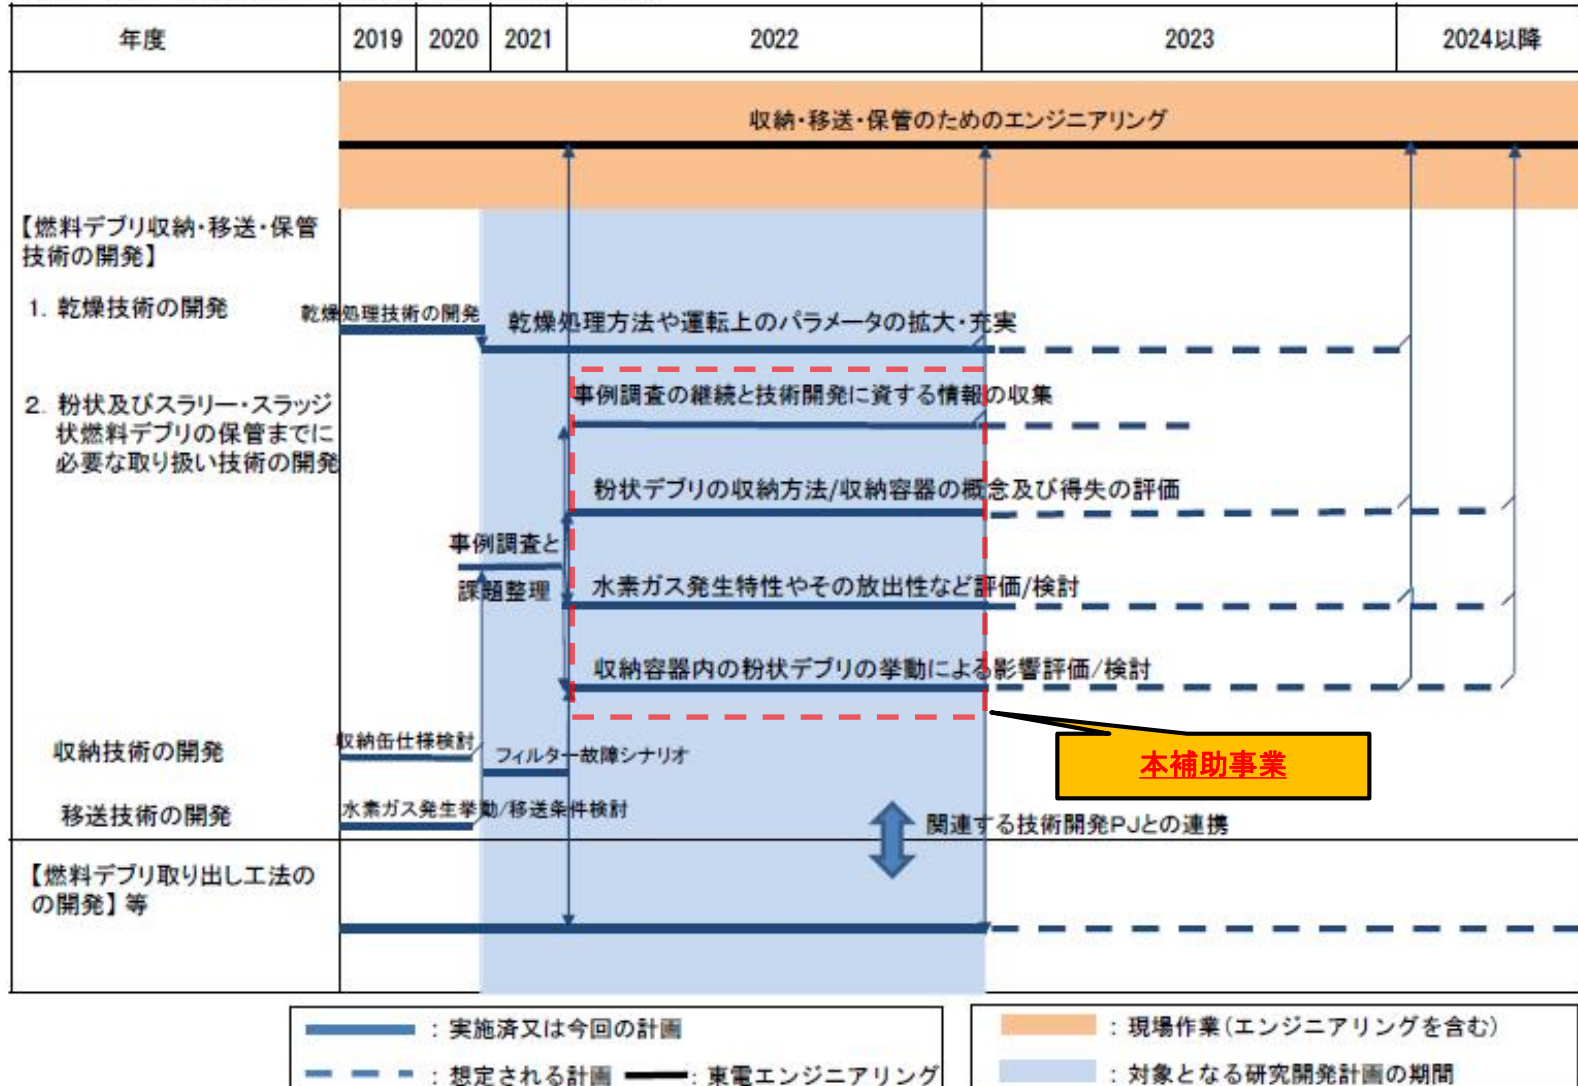 年度 2019 2020 2021 2022 2023 2024以降
収納・移送・保管のためのエンジニアリング
【燃料デブリ収納・移送・保管
技術の開発】
1. 乾燥技術の開発
乾燥処理技術の開発
乾燥処理方法や運転上のパラメータの拡大・充実
2. 粉状及びスラリー・スラッジ
状燃料デブリの保管までに
必要な取り扱い技術の開発
事例調査の継続と技術開発に資する情報の収集
粉状デブリの収納方法/収納容器の概念及び得失の評価
事例調査と
課題整理
水素ガス発生特性やその放出性など評価/検討
収納容器内の粉状デブリの挙動による影響評価/検討
本補助事業
収納技術の開発
収納缶仕様検討
フィルター故障シナリオ
移送技術の開発
水素ガス発生挙動/移送条件検討
関連する技術開発PJとの連携
【燃料デブリ取り出し工法の
の開発】等
：実施済又は今回の計画
：想定される計画
：東電エンジニアリング
：現場作業(エンジニアリングを含む)
：対象となる研究開発計画の期間